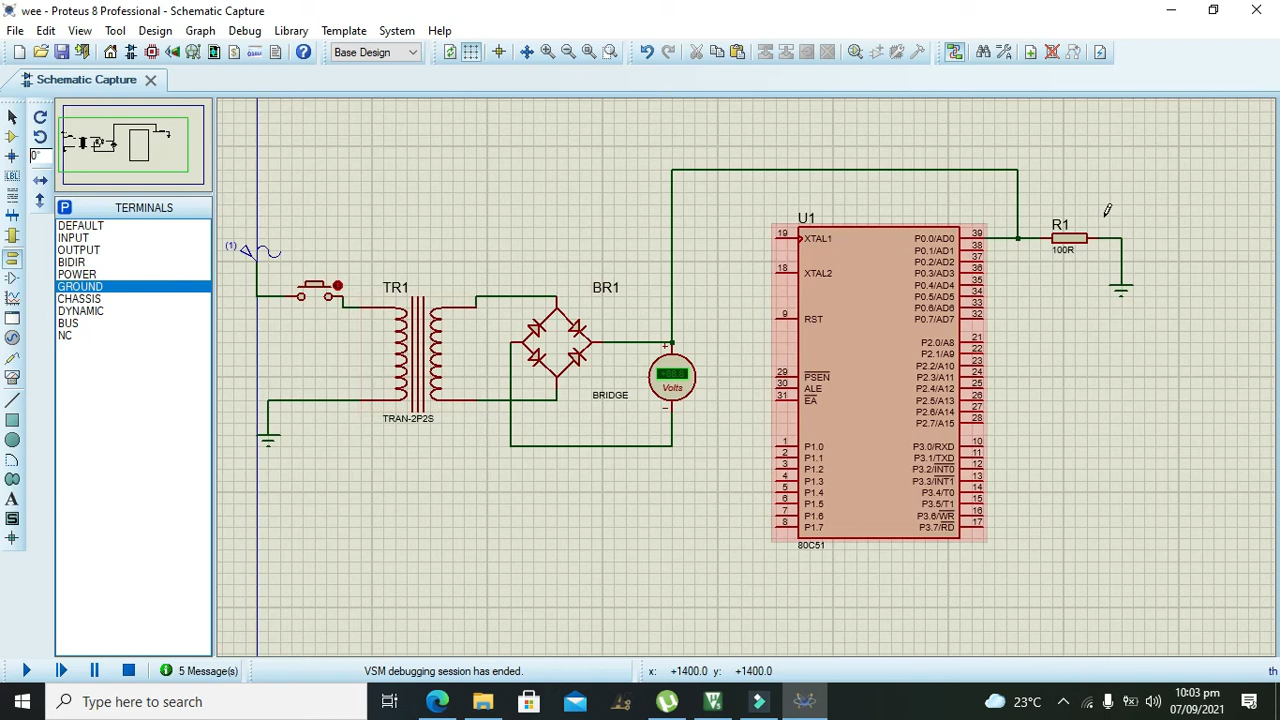 wee - Proteus 8 Professional - Schematic Capture
File Edit View Tool Design Graph Debug Library Template System Help
Base Design
Schematic Capture
0°
LBL
P TERMINALS
DEFAULT
INPUT
OUTPUT
BIDIR
POWER
GROUND
CHASSIS
DYNAMIC
BUS
NC
(1)
TR1
TRAN-2P2S
BR1
BRIDGE
+88.8
Volts
U1
19 XTAL1
18 XTAL2
9 RST
29 PSEN
30 ALE
31 EA
1 P1.0
2 P1.1
3 P1.2
4 P1.3
5 P1.4
6 P1.5
7 P1.6
8 P1.7
P0.0/AD0 39
P0.1/AD1 38
P0.2/AD2 37
P0.3/AD3 36
P0.4/AD4 35
P0.5/AD5 34
P0.6/AD6 33
P0.7/AD7 32
P2.0/A8 21
P2.1/A9 22
P2.2/A10 23
P2.3/A11 24
P2.4/A12 25
P2.5/A13 26
P2.6/A14 27
P2.7/A15 28
P3.0/RXD 10
P3.1/TXD 11
P3.2/INT0 12
P3.3/INT1 13
P3.4/T0 14
P3.5/T1 15
P3.6/WR 16
P3.7/RD 17
80C51
R1
100R
5 Message(s)
VSM debugging session has ended.
x: +1400.0 y: +1400.0
th
Type here to search
23°C
10:03 pm
07/09/2021